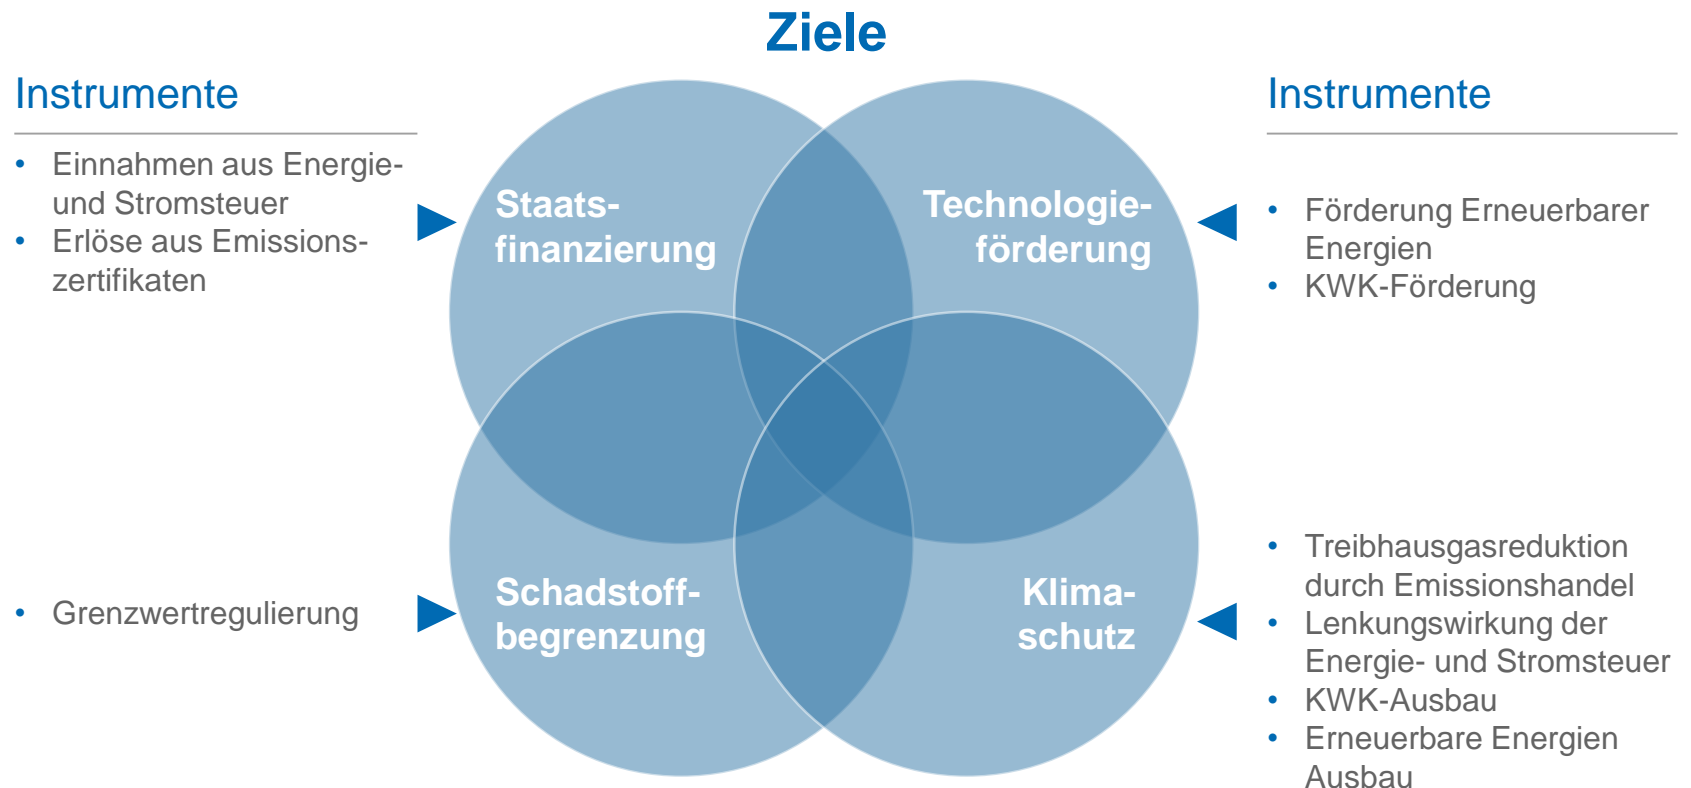 Ziele
Instrumente
• Einnahmen aus Energie-
und Stromsteuer
• Erlöse aus Emissions-
zertifikaten
Staats-
finanzierung
Technologie-
förderung
Instrumente
• Förderung Erneuerbarer
Energien
• KWK-Förderung
• Grenzwertregulierung
Schadstoff-
begrenzung
Klima-
schutz
• Treibhausgasreduktion
durch Emissionshandel
• Lenkungswirkung der
Energie- und Stromsteuer
• KWK-Ausbau
• Erneuerbare Energien
Ausbau